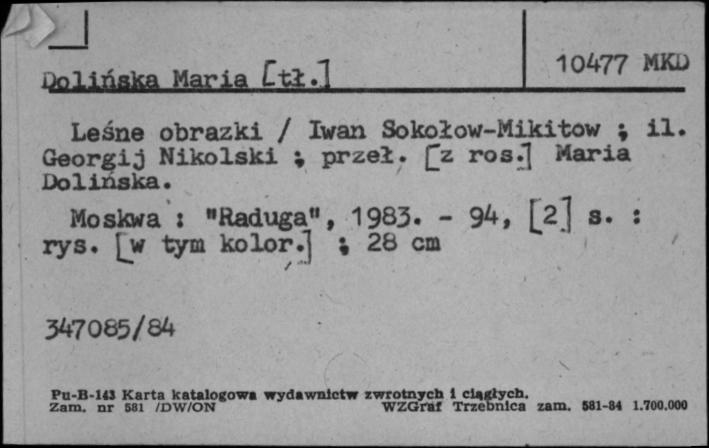 10477 MKD
Dolińska Maria [tł.]
Leśne obrazki / Iwan Sokołow-Mikitow ; il.
Georgij Nikolski ; przeł. [z ros.] Maria
Dolińska.
Moskwa : "Raduga", 1983. - 94, [2] s. :
rys. [w tym kolor.] ; 28 cm
347085/84
Pu-B-143 Karta katalogowa wydawnictw zwrotnych i ciągłych.
Zam. nr 581 /DW/ON WZGraf Trzebnica zam. 581-84 1.700.000